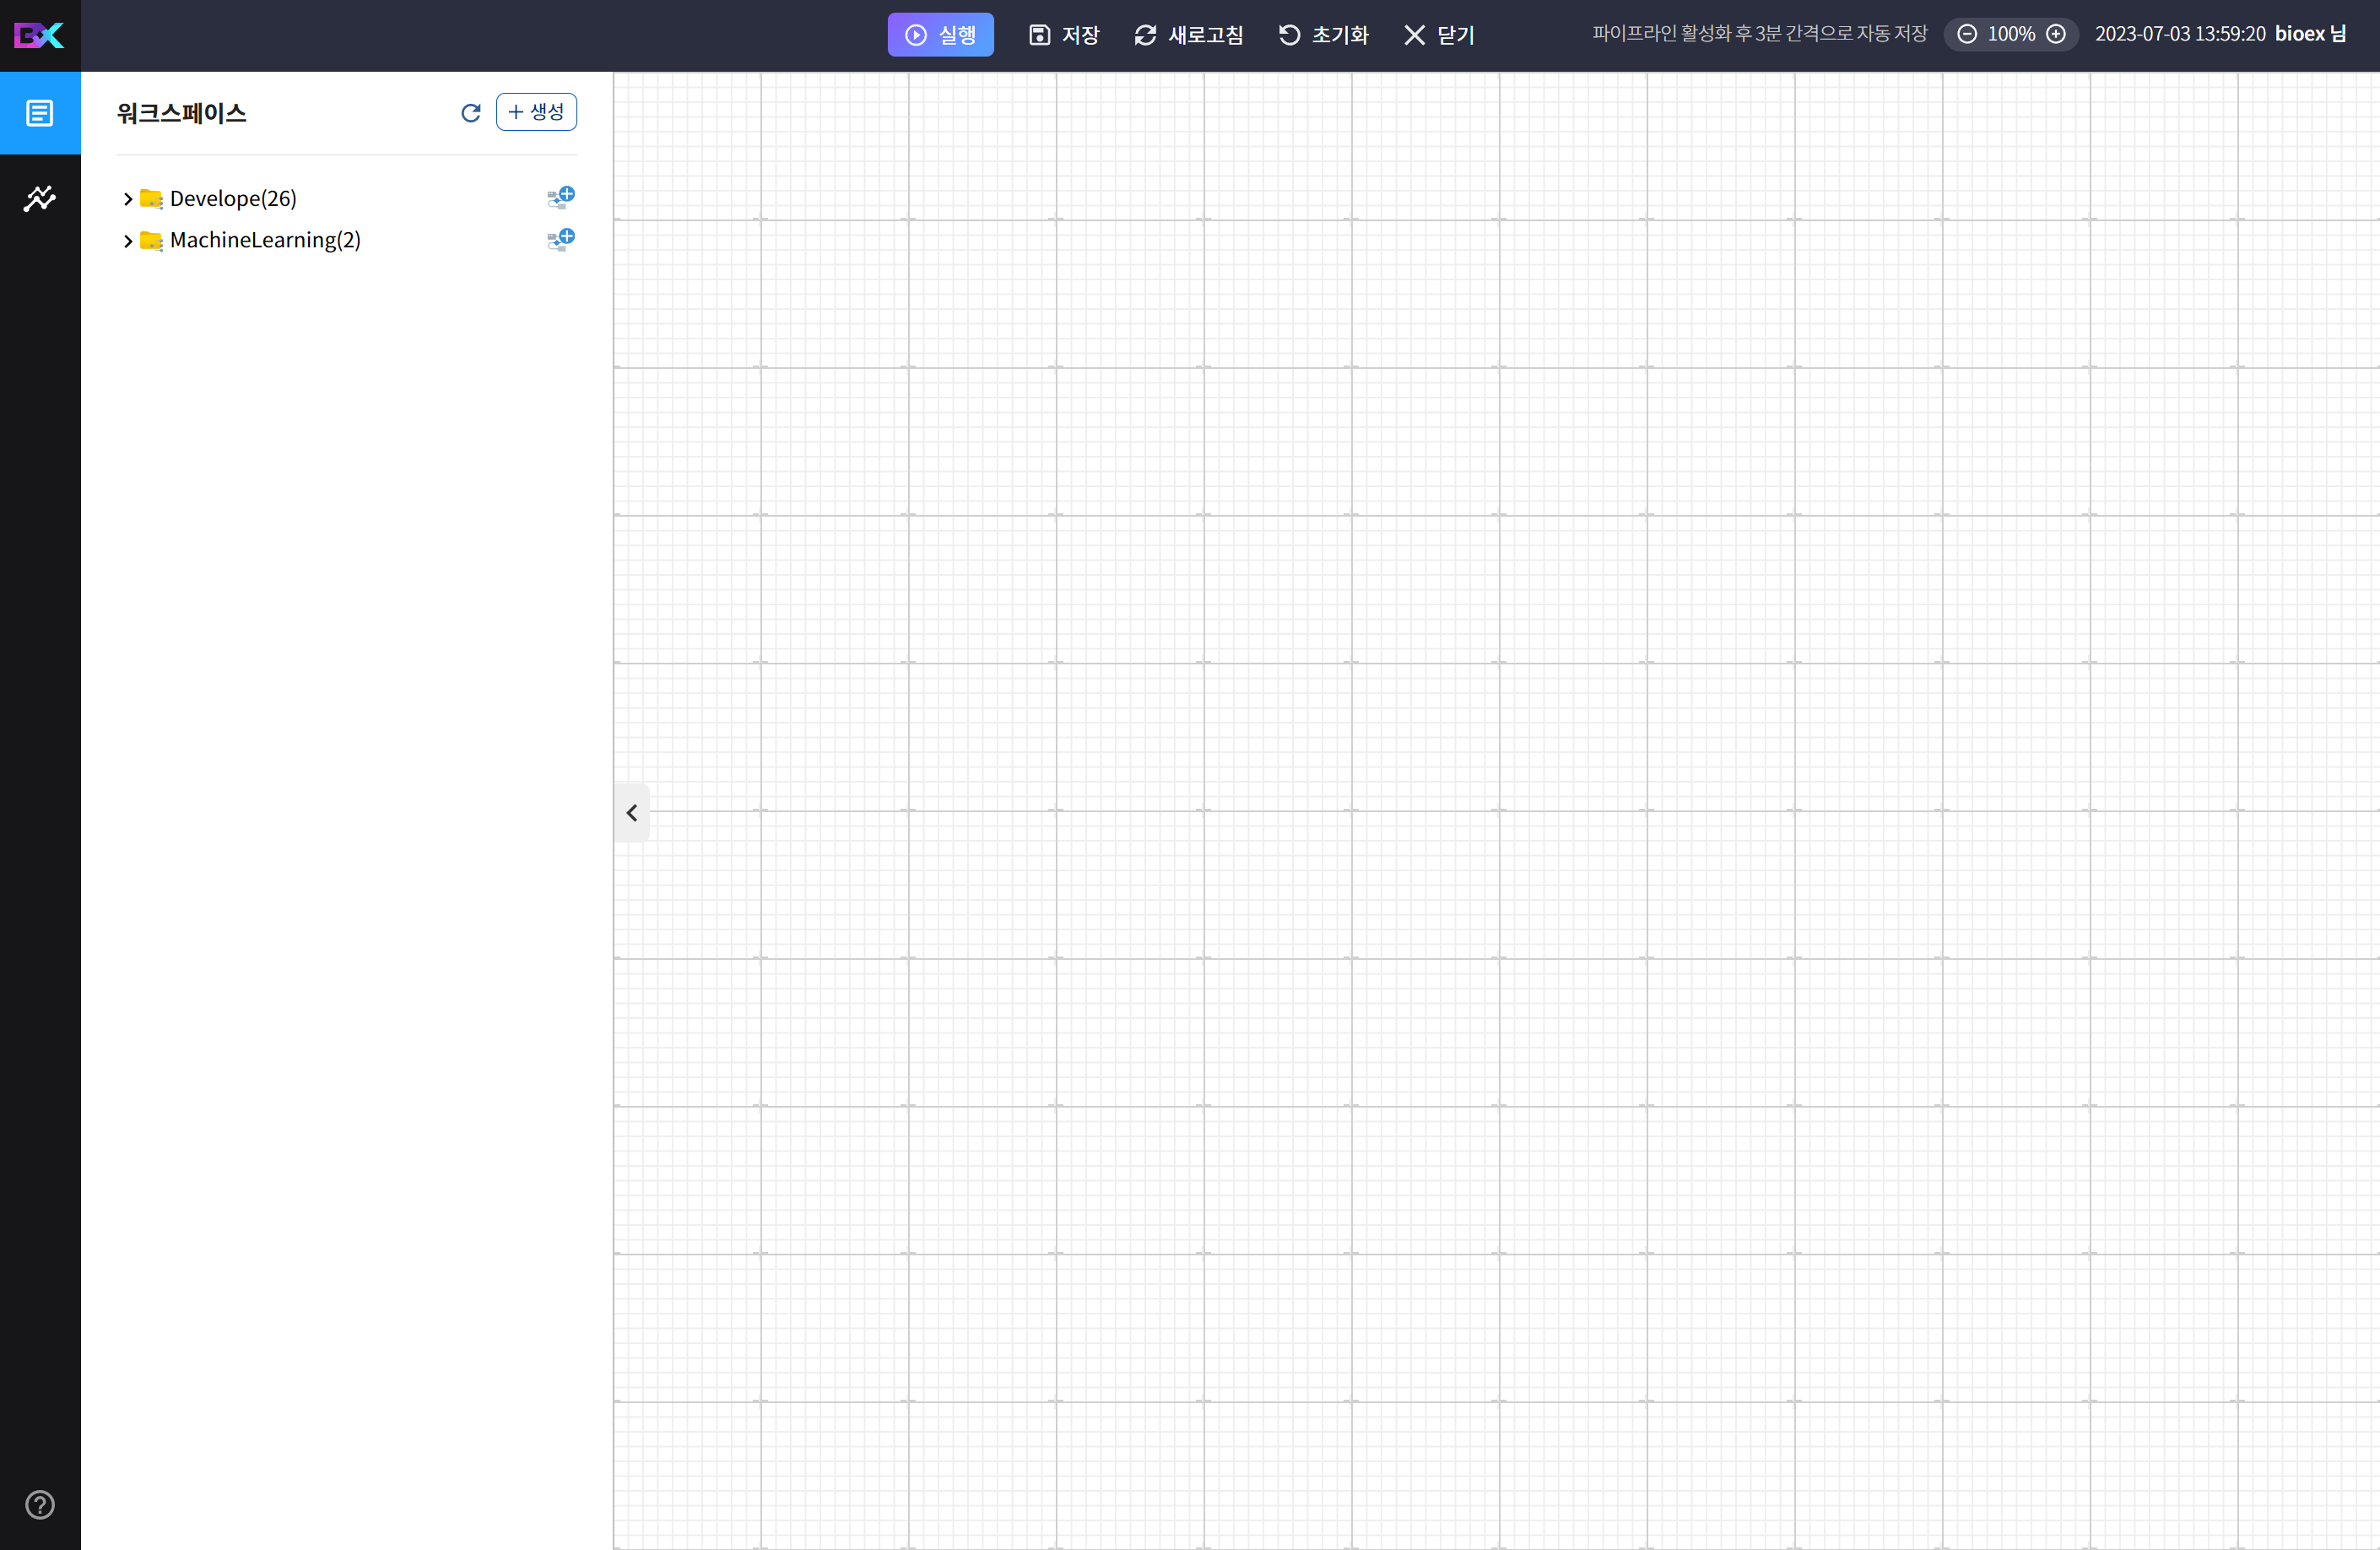 BX
실행 저장 새로고침 초기화 닫기 파이프라인 활성화 후 3분 간격으로 자동 저장 100% 2023-07-03 13:59:20 bioex 님
워크스페이스 + 생성
Develope(26)
MachineLearning(2)